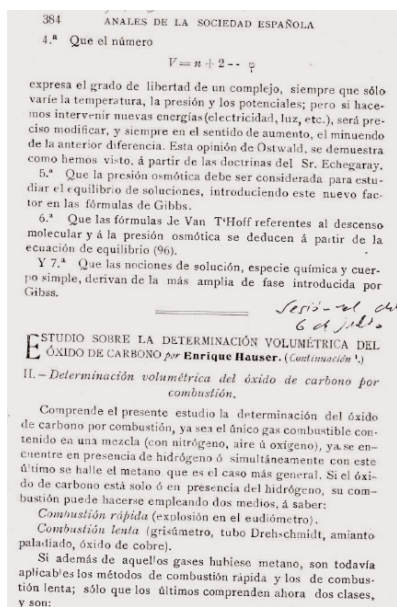 384 ANALES DE LA SOCIEDAD ESPAÑOLA
4.ª Que el número
V = n + 2 -- φ
expresa el grado de libertad de un complejo, siempre que sólo
varíe la temperatura, la presión y los potenciales; pero si hace-
mos intervenir nuevas energías (electricidad, luz, etc.), será pre-
ciso modificar, y siempre en el sentido de aumento, el minuendo
de la anterior diferencia. Esta opinión de Ostwald, se demuestra
como hemos visto, á partir de las doctrinas del Sr. Echegaray.
5.ª Que la presión osmótica debe ser considerada para estu-
diar el equilibrio de soluciones, introduciendo este nuevo fac-
tor en las fórmulas de Gibbs.
6.ª Que las fórmulas de Van T'Hoff referentes al descenso
molecular y á la presión osmótica se deducen á partir de la
ecuación de equilibrio (96).
Y 7.ª Que las nociones de solución, especie química y cuer-
po simple, derivan de la más amplia de fase introducida por
Gibss.
Sesión del
6 de julio
ESTUDIO SOBRE LA DETERMINACIÓN VOLUMÉTRICA DEL
ÓXIDO DE CARBONO por Enrique Hauser. (Continuación ¹.)
II.—Determinación volumétrica del óxido de carbono por
combustión.
Comprende el presente estudio la determinación del óxido
de carbono por combustión, ya sea el único gas combustible con-
tenido en una mezcla (con nitrógeno, aire ú oxígeno), ya se en-
cuentre en presencia de hidrógeno ó simultáneamente con este
último se halle el metano que es el caso más general. Si el óxi-
do de carbono está solo ó en presencia del hidrógeno, su com-
bustión puede hacerse empleando dos medios, á saber:
Combustión rápida (explosión en el eudiómetro).
Combustión lenta (grisúmetro, tubo Drehschmidt, amianto
paladiado, óxido de cobre).
Si además de aquellos gases hubiese metano, son todavía
aplicables los métodos de combustión rápida y los de combus-
tión lenta; sólo que los últimos comprenden ahora dos clases,
y son: